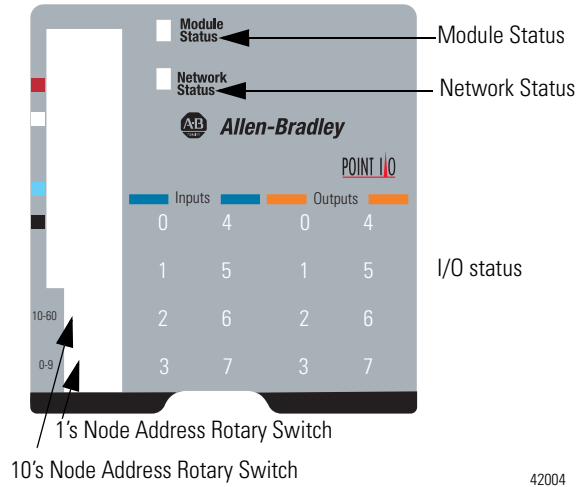 Module
Status
Module Status
Network
Status
Network Status
A·B
Allen-Bradley
POINT I/O
Inputs
Outputs
0 4 0 4
1 5 1 5
I/O status
10-60
2 6 2 6
0-9
3 7 3 7
1's Node Address Rotary Switch
10's Node Address Rotary Switch
42004